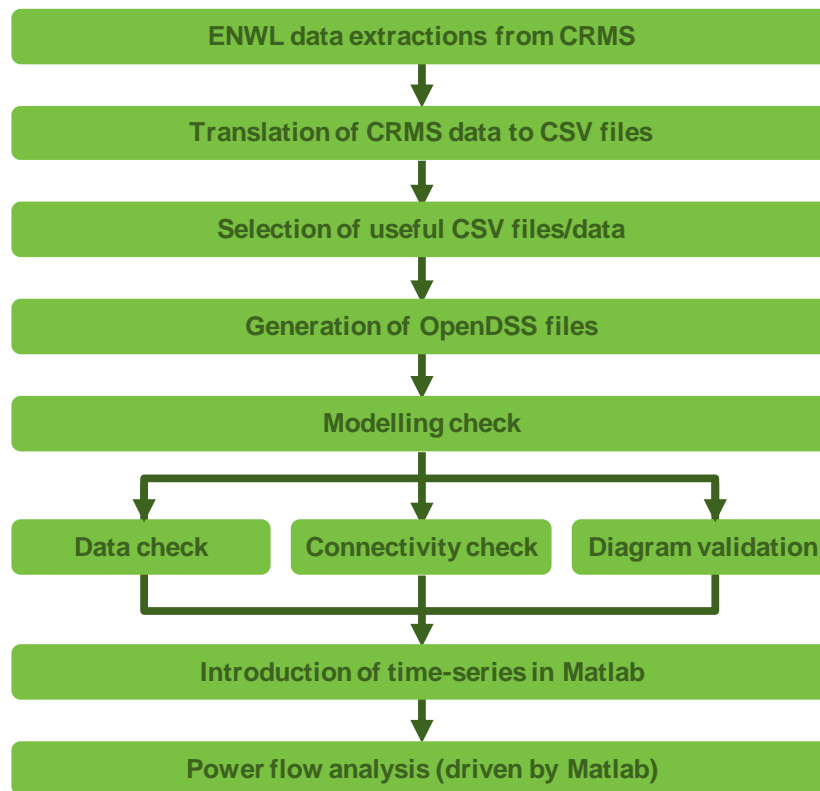 ENWL data extractions from CRMS
Translation of CRMS data to CSV files
Selection of useful CSV files/data
Generation of OpenDSS files
Modelling check
Data check
Connectivity check
Diagram validation
Introduction of time-series in Matlab
Power flow analysis (driven by Matlab)